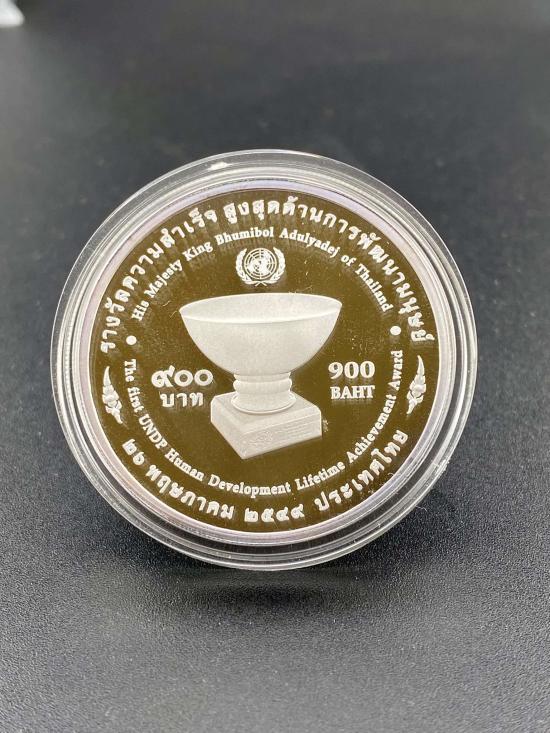 รางวัลความสำเร็จ สูงสุดด้านการพัฒนามนุษย์
His Majesty King Bhumibol Adulyadej of Thailand
๙๐๐
บาท
900
BAHT
The first UNDP Human Development Lifetime Achievement Award
๒๖ พฤษภาคม ๒๕๔๙ ประเทศไทย